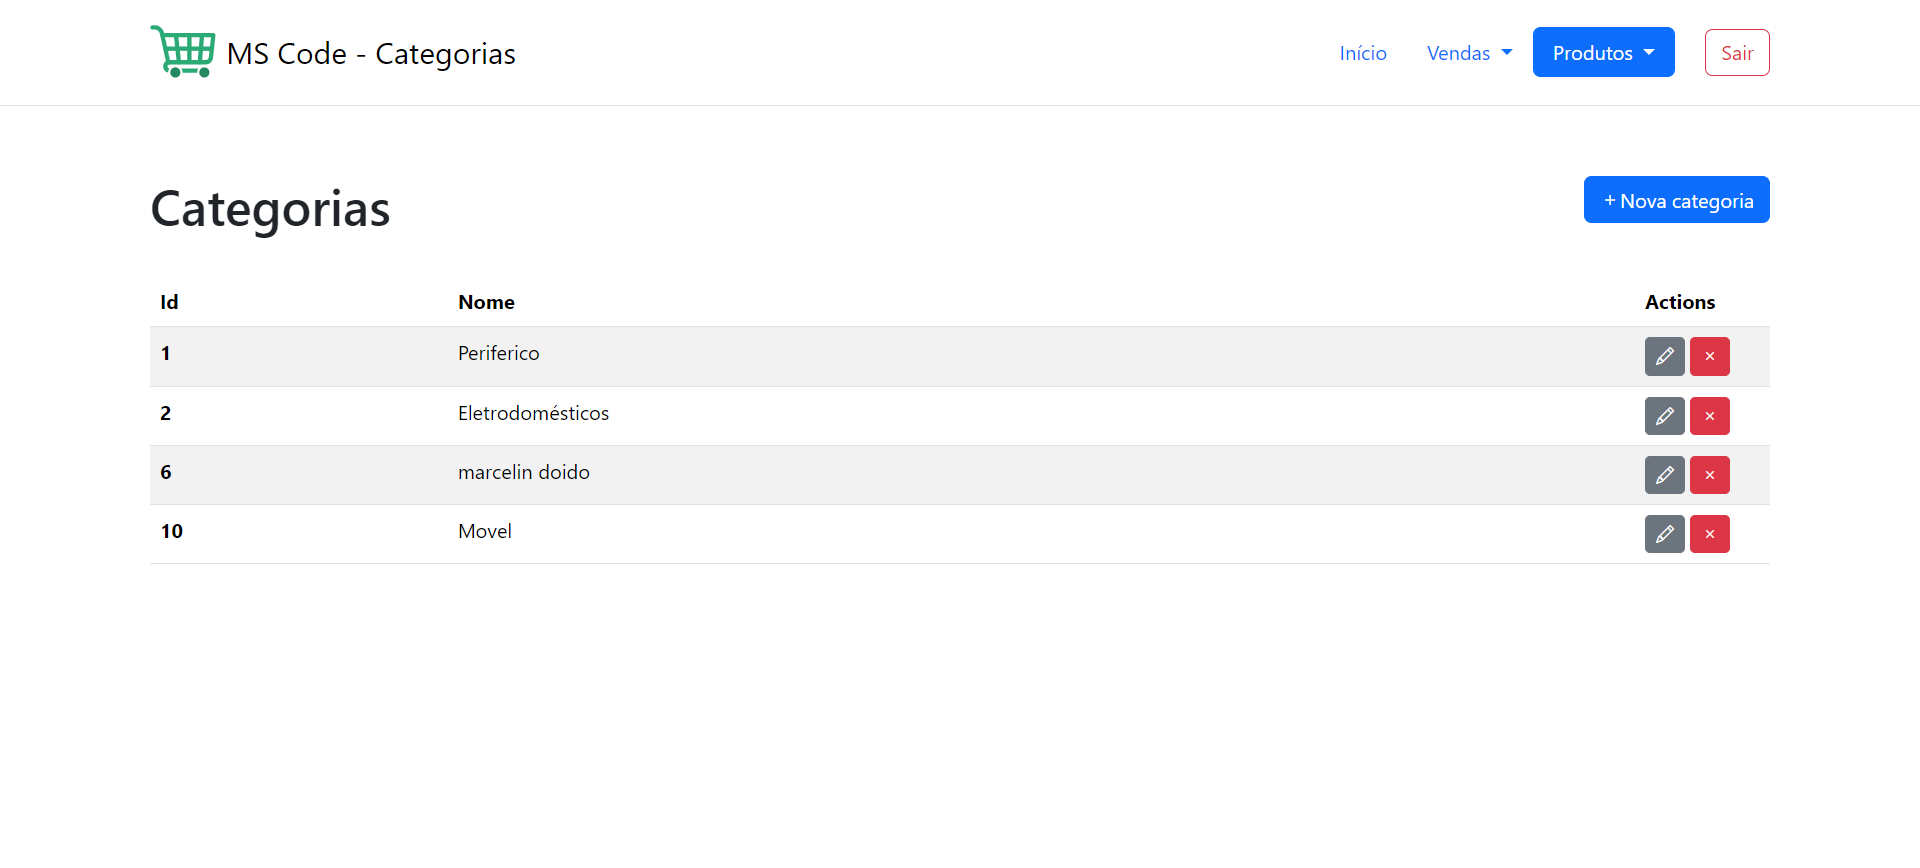 MS Code - Categorias
Início Vendas Produtos Sair
Categorias
+ Nova categoria
Id Nome Actions
1 Periferico ×
2 Eletrodomésticos ×
6 marcelin doido ×
10 Movel ×